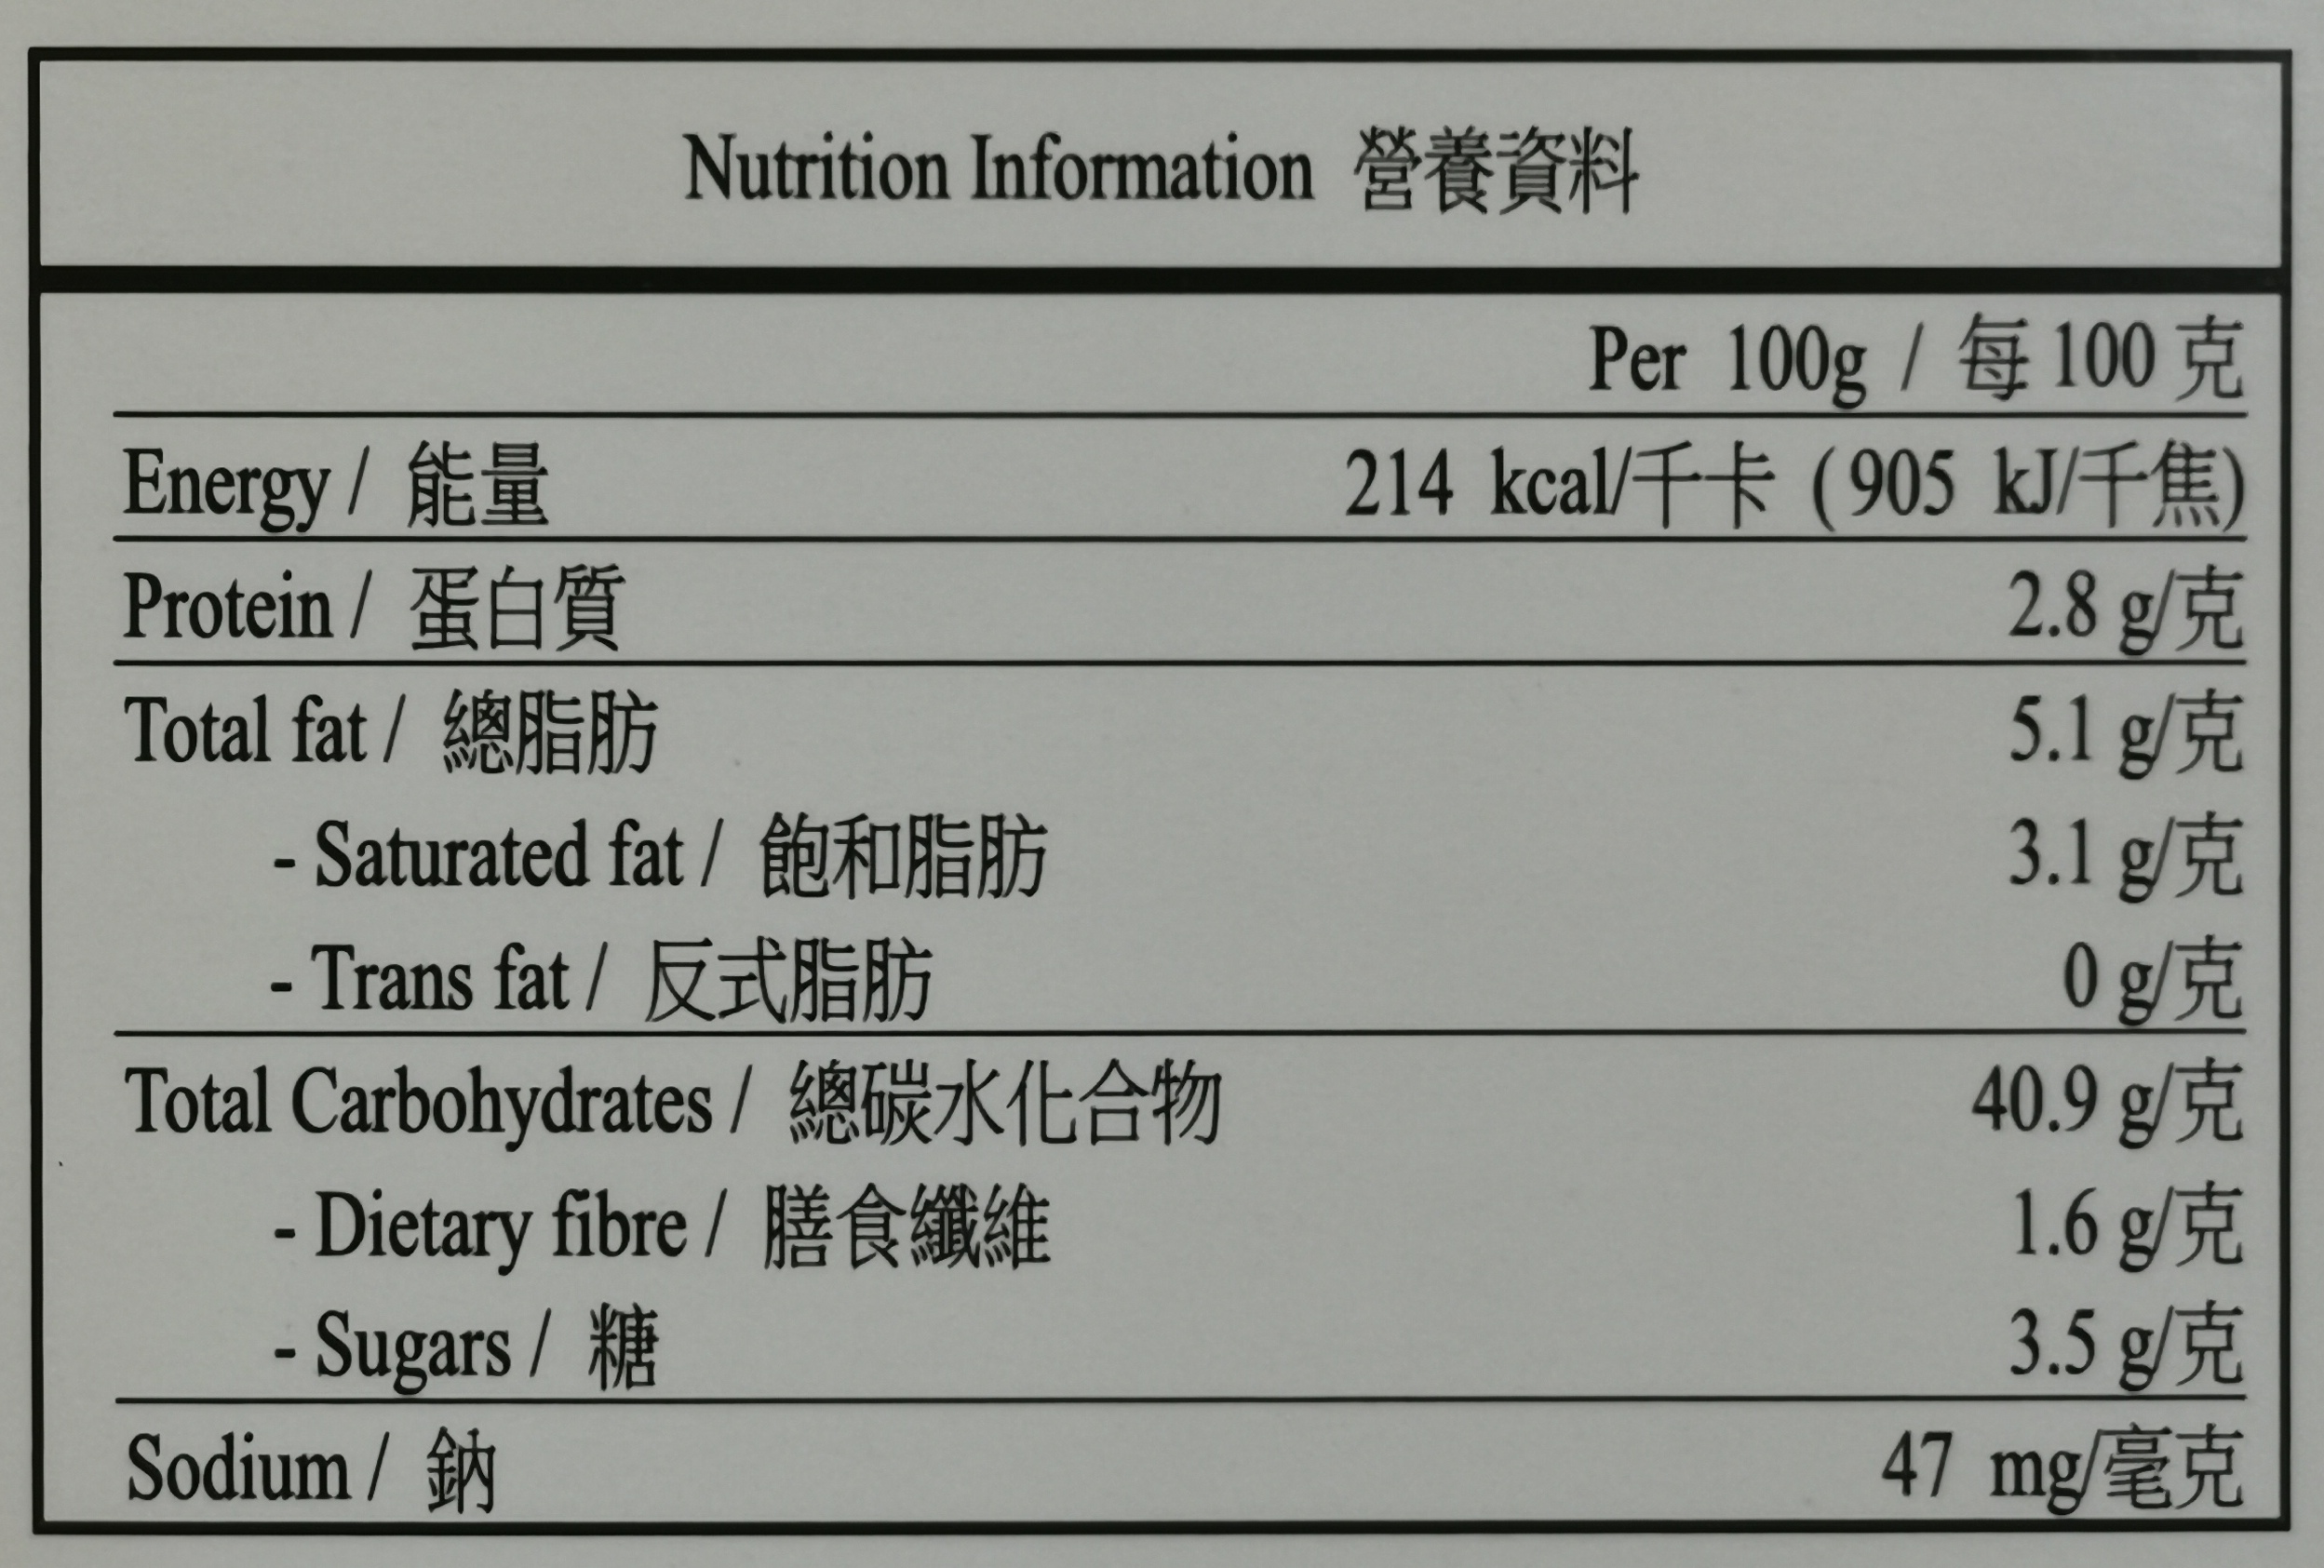 Nutrition Information 營養資料
Per 100g / 每100克
Energy / 能量 214 kcal/千卡 (905 kJ/千焦)
Protein / 蛋白質 2.8 g/克
Total fat / 總脂肪 5.1 g/克
- Saturated fat / 飽和脂肪 3.1 g/克
- Trans fat / 反式脂肪 0 g/克
Total Carbohydrates / 總碳水化合物 40.9 g/克
- Dietary fibre / 膳食纖維 1.6 g/克
- Sugars / 糖 3.5 g/克
Sodium / 鈉 47 mg/毫克